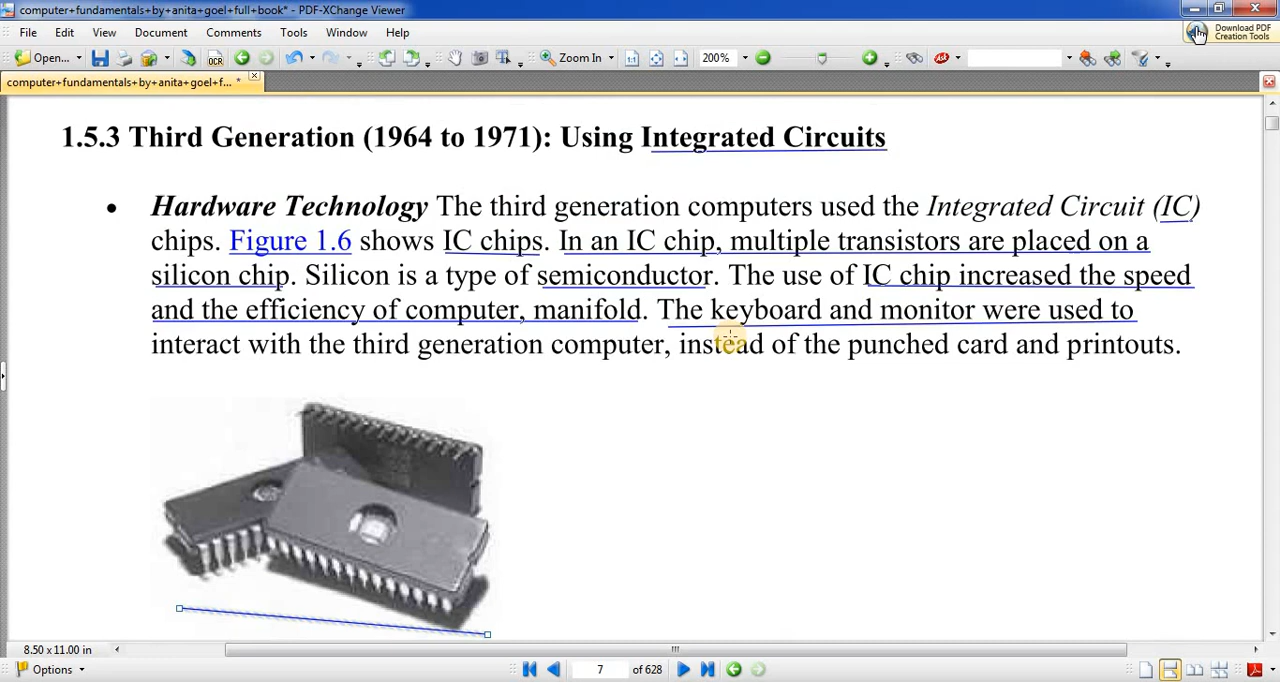 computer+fundamentals+by+anita+goel+full+book* - PDF-XChange Viewer
File Edit View Document Comments Tools Window Help
Download PDF
Creation Tools
Open... OCR Zoom In 200%
computer+fundamentals+by+anita+goel+f... *
1.5.3 Third Generation (1964 to 1971): Using Integrated Circuits
• Hardware Technology The third generation computers used the Integrated Circuit (IC)
chips. Figure 1.6 shows IC chips. In an IC chip, multiple transistors are placed on a
silicon chip. Silicon is a type of semiconductor. The use of IC chip increased the speed
and the efficiency of computer, manifold. The keyboard and monitor were used to
interact with the third generation computer, instead of the punched card and printouts.
8.50 x 11.00 in
Options 7 of 628